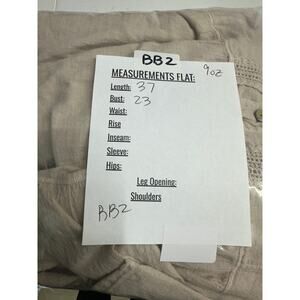 BB2
MEASUREMENTS FLAT: 9oz
Length: 37
Bust: 23
Waist:
Rise
Inseam:
Sleeve:
Hips:
Leg Opening:
Shoulders
BB2